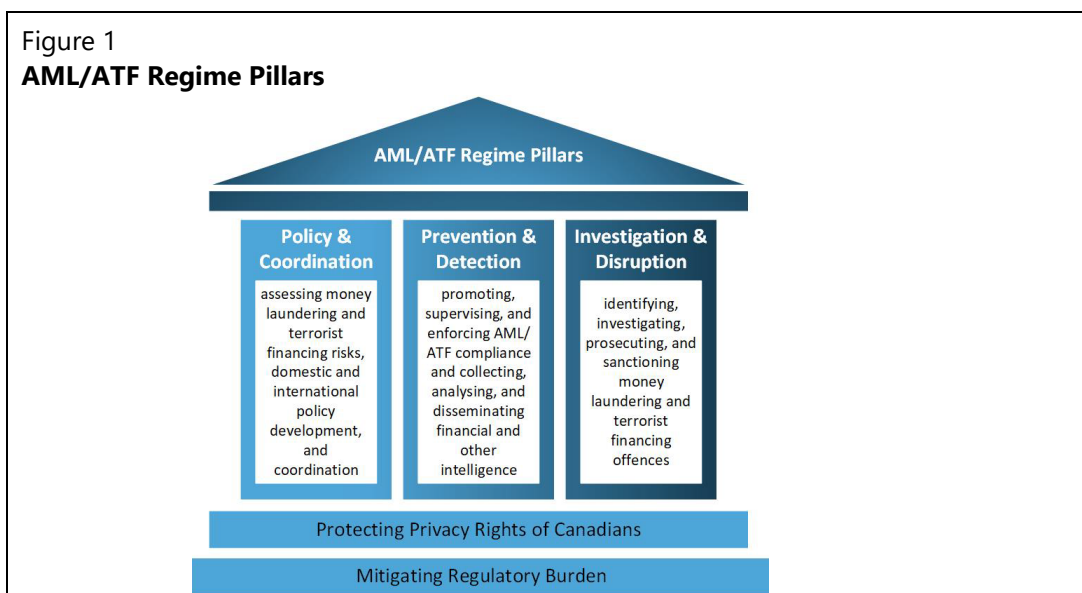 Figure 1
AML/ATF Regime Pillars
AML/ATF Regime Pillars
Policy &
Coordination
assessing money
laundering and
terrorist
financing risks,
domestic and
international
policy
development,
and
coordination
Prevention &
Detection
promoting,
supervising, and
enforcing AML/
ATF compliance
and collecting,
analysing, and
disseminating
financial and
other
intelligence
Investigation &
Disruption
identifying,
investigating,
prosecuting, and
sanctioning
money
laundering and
terrorist
financing
offences
Protecting Privacy Rights of Canadians
Mitigating Regulatory Burden